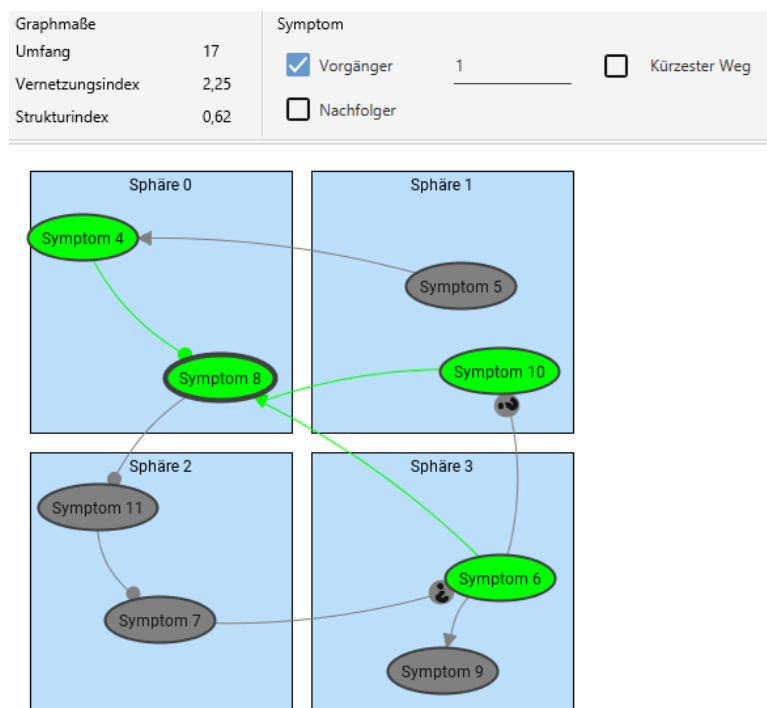 Graphmaße
Umfang 17
Vernetzungsindex 2,25
Strukturindex 0,62
Symptom
Vorgänger 1 Kürzester Weg
Nachfolger
Sphäre 0
Sphäre 1
Symptom 4
Symptom 5
Symptom 8
Symptom 10
?
Sphäre 2
Sphäre 3
Symptom 11
Symptom 6
?
Symptom 7
Symptom 9